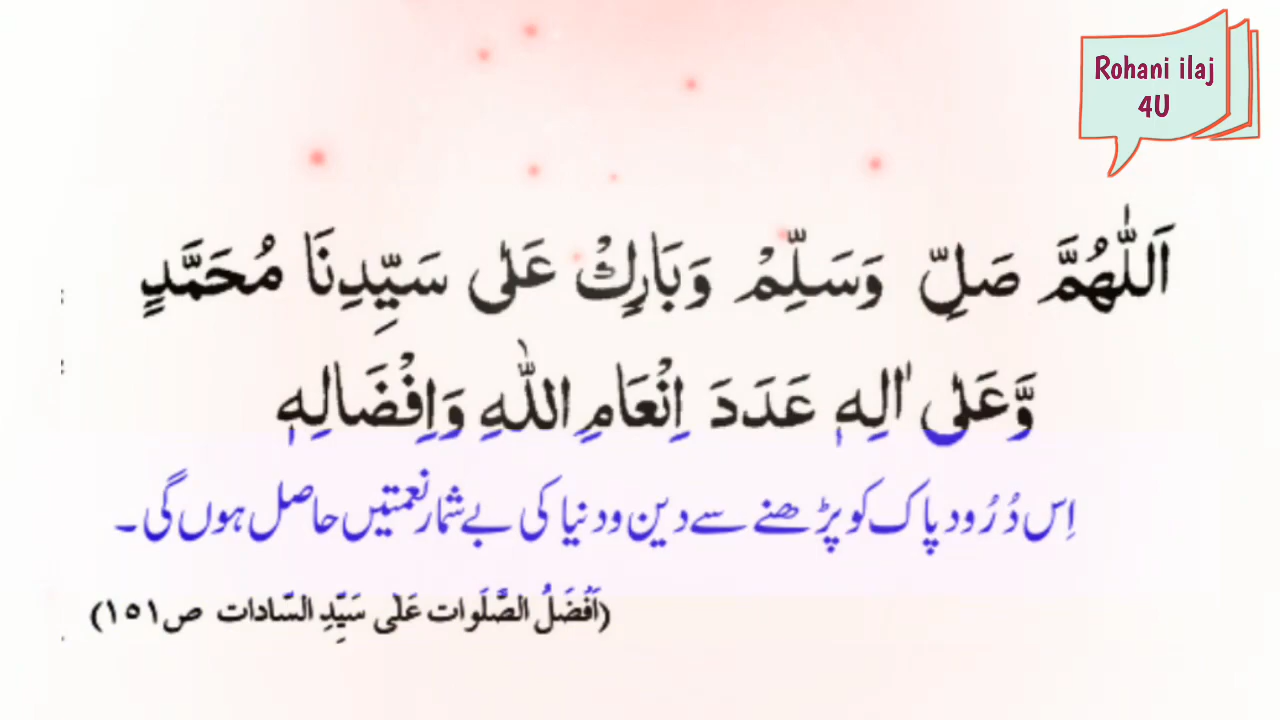 Rohani ilaj
4U
اَللّٰهُمَّ صَلِّ وَسَلِّمْ وَبَارِكْ عَلٰى سَيِّدِنَا مُحَمَّدٍ
وَّعَلٰى اٰلِهٖ عَدَدَ اِنْعَامِ اللّٰهِ وَاِفْضَالِهٖ
اِس دُرُود پاک کو پڑھنے سے دین و دنیا کی بے شمار نعمتیں حاصل ہوں گی۔
(اَفْضَلُ الصَّلَوات عَلٰی سَیِّدِ السّادات ص١٥١)